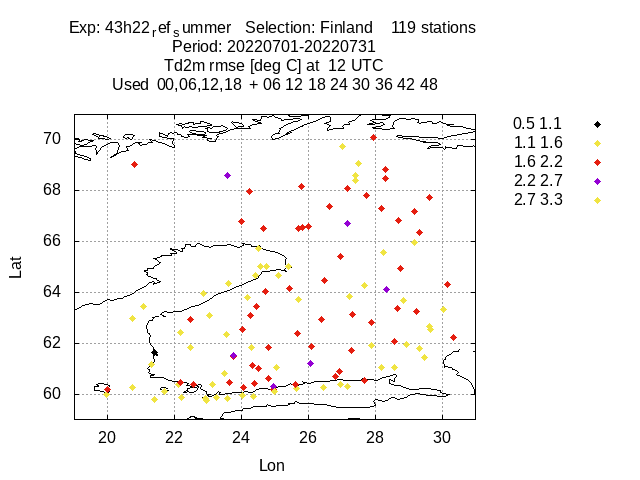 Exp: 43h22ref summer   Selection: Finland    119 stations
Period: 20220701-20220731
Td2m rmse [deg C] at  12 UTC
Used  00,06,12,18  + 06 12 18 24 30 36 42 48
0.5 1.1
1.1 1.6
1.6 2.2
2.2 2.7
2.7 3.3
70
68
66
64
62
60
Lat
20 22 24 26 28 30
Lon